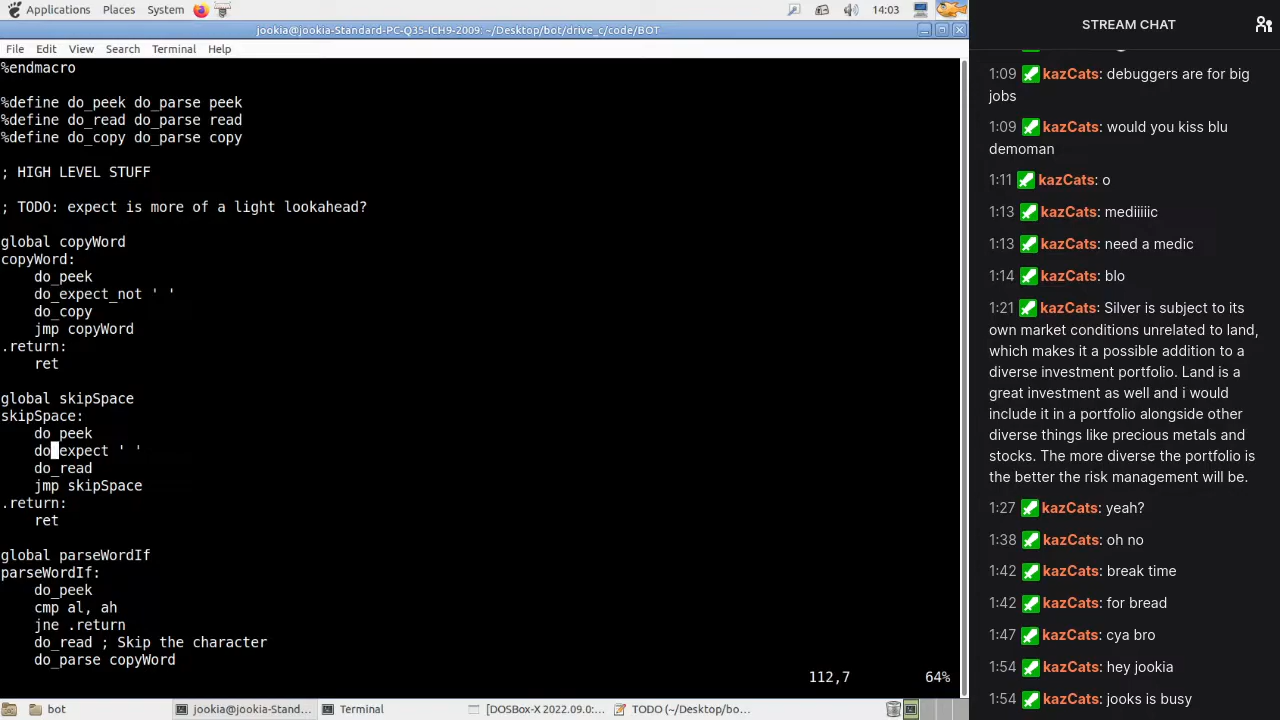 Applications Places System 14:03
jookia@jookia-Standard-PC-Q35-ICH9-2009: ~/Desktop/bot/drive_c/code/BOT
File Edit View Search Terminal Help
%endmacro
%define do_peek do_parse peek
%define do_read do_parse read
%define do_copy do_parse copy
; HIGH LEVEL STUFF
; TODO: expect is more of a light lookahead?
global copyWord
copyWord:
do_peek
do_expect_not ' '
do_copy
jmp copyWord
.return:
ret
global skipSpace
skipSpace:
do_peek
do_expect ' '
do_read
jmp skipSpace
.return:
ret
global parseWordIf
parseWordIf:
do_peek
cmp al, ah
jne .return
do_read ; Skip the character
do_parse copyWord
112,7 64%
bot jookia@jookia-Stand... Terminal [DOSBox-X 2022.09.0:... TODO (~/Desktop/bo...
STREAM CHAT
1:09 kazCats: debuggers are for big
jobs
1:09 kazCats: would you kiss blu
demoman
1:11 kazCats: o
1:13 kazCats: mediiiiic
1:13 kazCats: need a medic
1:14 kazCats: blo
1:21 kazCats: Silver is subject to its
own market conditions unrelated to land,
which makes it a possible addition to a
diverse investment portfolio. Land is a
great investment as well and i would
include it in a portfolio alongside other
diverse things like precious metals and
stocks. The more diverse the portfolio is
the better the risk management will be.
1:27 kazCats: yeah?
1:38 kazCats: oh no
1:42 kazCats: break time
1:42 kazCats: for bread
1:47 kazCats: cya bro
1:54 kazCats: hey jookia
1:54 kazCats: jooks is busy